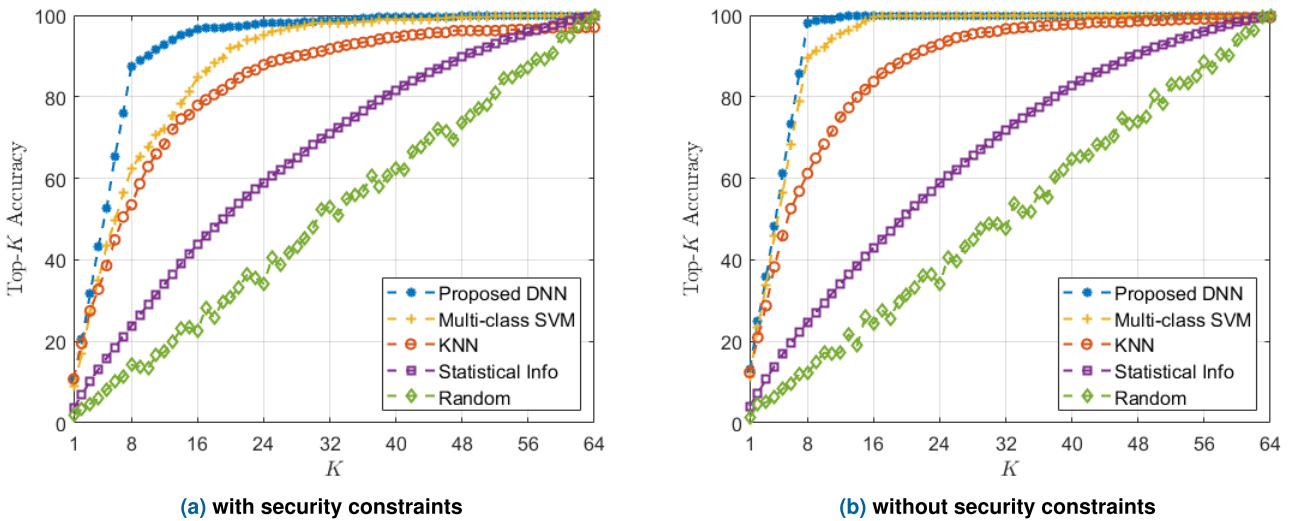 100
80
60
40
20
0
Top-K Accuracy
1 8 16 24 32 40 48 56 64
K
Proposed DNN
Multi-class SVM
KNN
Statistical Info
Random
(a) with security constraints
100
80
60
40
20
0
Top-K Accuracy
1 8 16 24 32 40 48 56 64
K
Proposed DNN
Multi-class SVM
KNN
Statistical Info
Random
(b) without security constraints